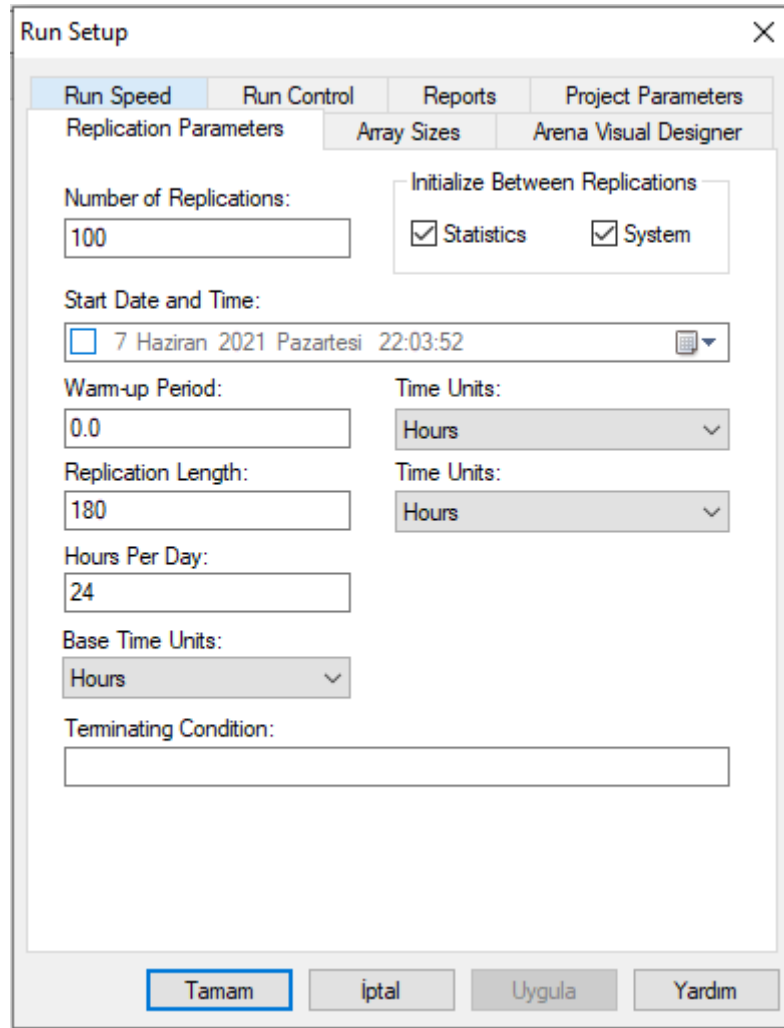 Run Setup
Run Speed Run Control Reports Project Parameters
Replication Parameters Array Sizes Arena Visual Designer
Number of Replications:
100
Initialize Between Replications
Statistics System
Start Date and Time:
7 Haziran 2021 Pazartesi 22:03:52
Warm-up Period: Time Units:
0.0 Hours
Replication Length: Time Units:
180 Hours
Hours Per Day:
24
Base Time Units:
Hours
Terminating Condition:
Tamam İptal Uygula Yardım